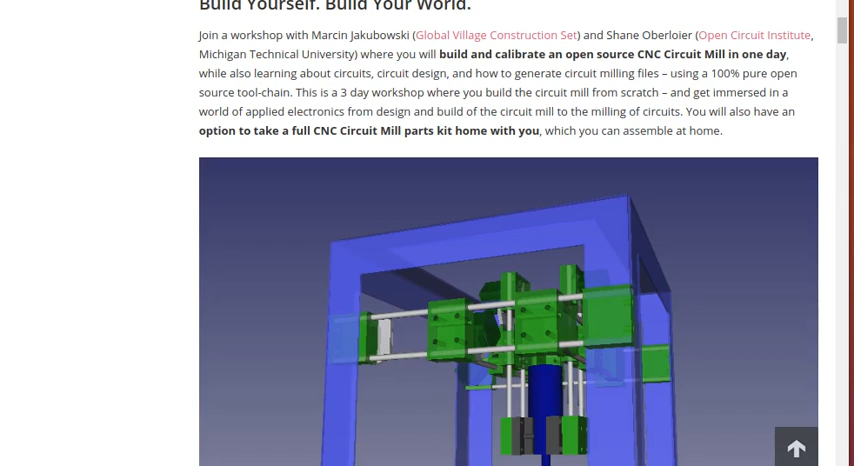 Build Yourself. Build Your World.
Join a workshop with Marcin Jakubowski (Global Village Construction Set) and Shane Oberloier (Open Circuit Institute,
Michigan Technical University) where you will build and calibrate an open source CNC Circuit Mill in one day,
while also learning about circuits, circuit design, and how to generate circuit milling files – using a 100% pure open
source tool-chain. This is a 3 day workshop where you build the circuit mill from scratch – and get immersed in a
world of applied electronics from design and build of the circuit mill to the milling of circuits. You will also have an
option to take a full CNC Circuit Mill parts kit home with you, which you can assemble at home.